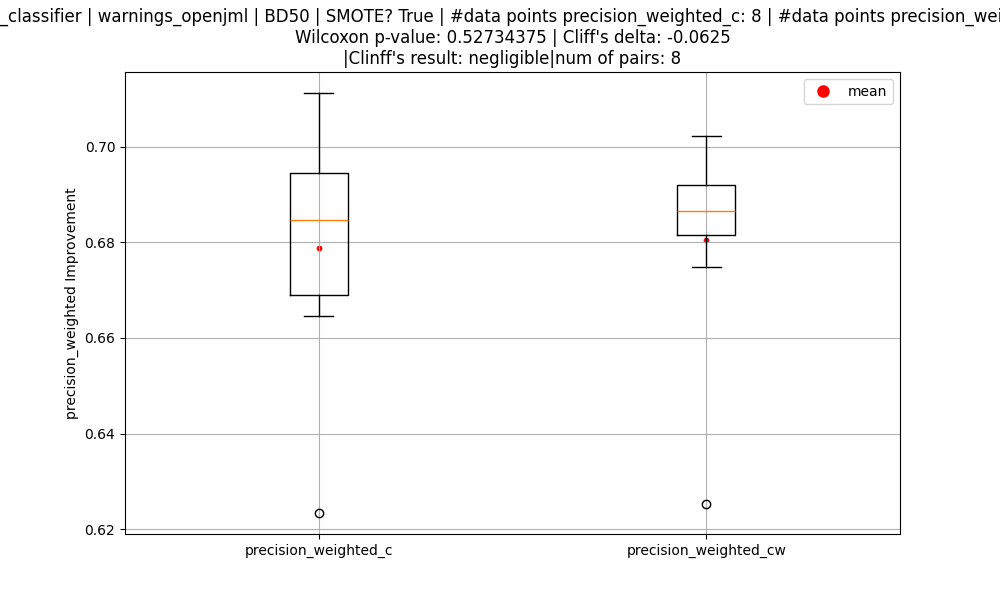 _classifier | warnings_openjml | BD50 | SMOTE? True | #data points precision_weighted_c: 8 | #data points
Wilcoxon p-value: 0.52734375 | Cliff's delta: -0.0625
|Clinff's result: negligible|num of pairs: 8
mean
0.70
0.68
0.66
0.64
0.62
precision_weighted Improvement
precision_weighted_c
precision_weighted_cw